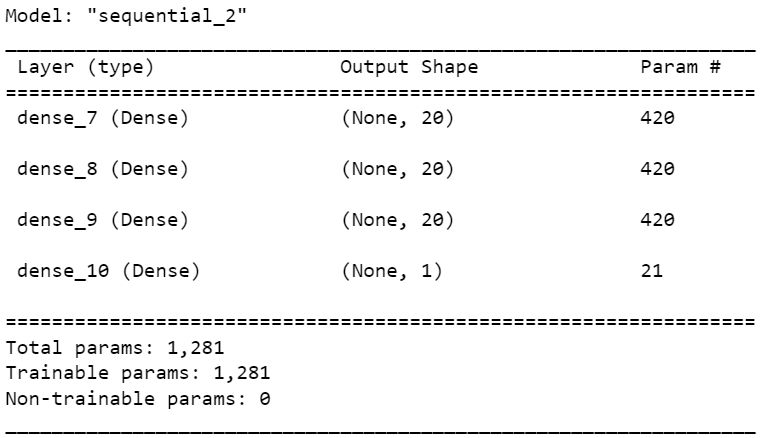 Model: "sequential_2"
Layer (type) Output Shape Param #
dense_7 (Dense) (None, 20) 420
dense_8 (Dense) (None, 20) 420
dense_9 (Dense) (None, 20) 420
dense_10 (Dense) (None, 1) 21
Total params: 1,281
Trainable params: 1,281
Non-trainable params: 0